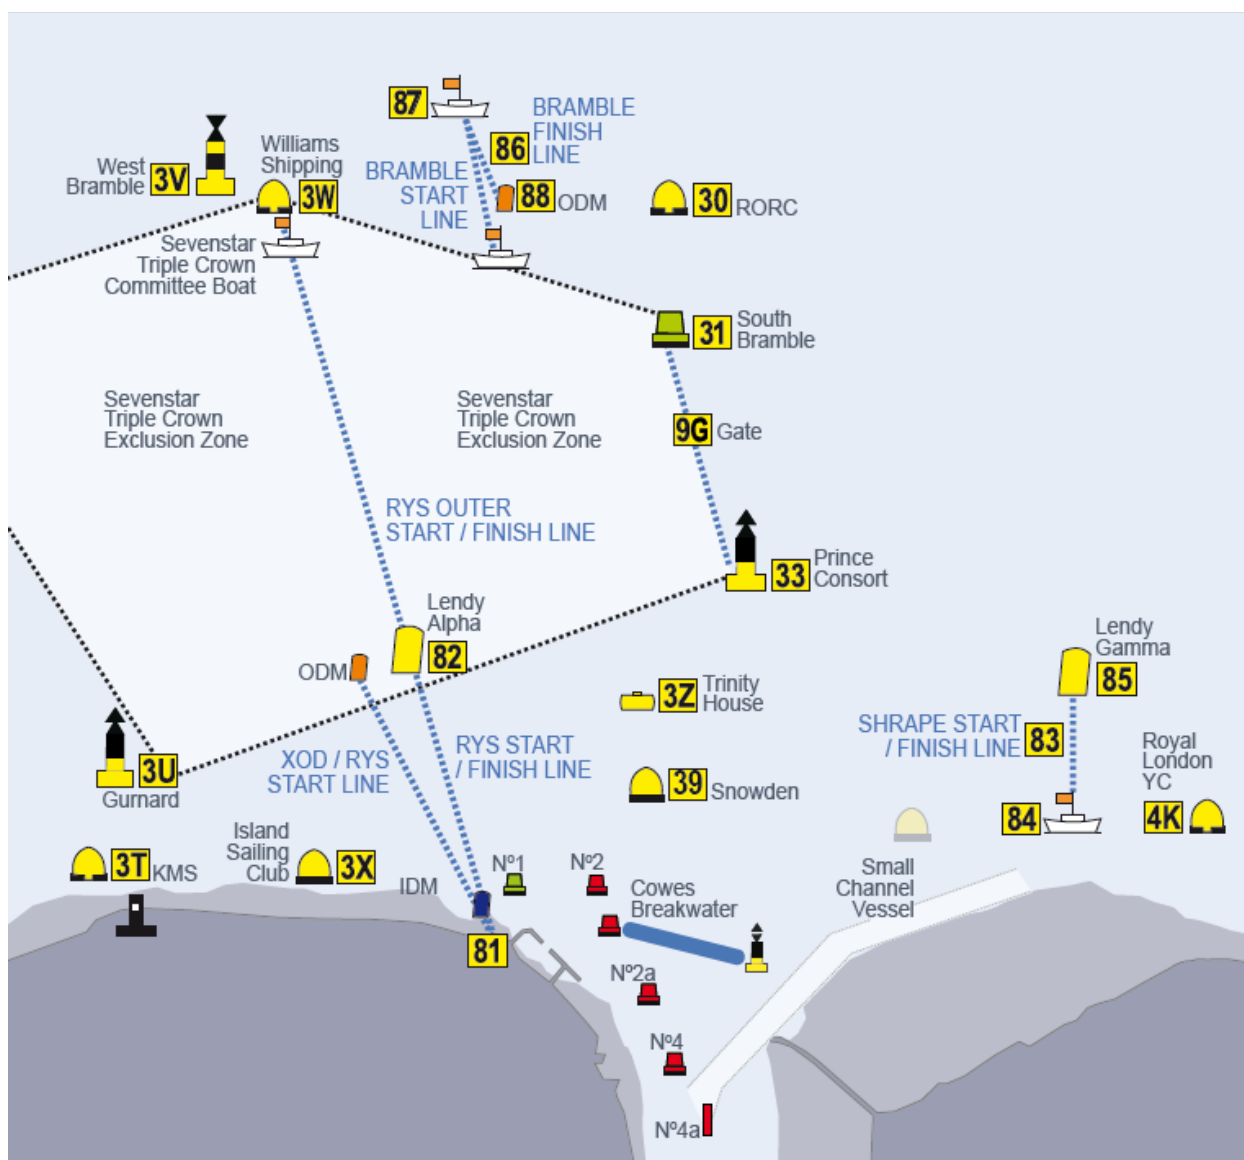 87
BRAMBLE
FINISH
LINE
86
West
Bramble
3V
Williams
Shipping
3W
BRAMBLE
START
LINE
88
ODM
30
RORC
Sevenstar
Triple Crown
Committee Boat
31
South
Bramble
Sevenstar
Triple Crown
Exclusion Zone
Sevenstar
Triple Crown
Exclusion Zone
9G
Gate
RYS OUTER
START / FINISH LINE
33
Prince
Consort
Lendy
Alpha
82
ODM
Lendy
Gamma
85
3Z
Trinity
House
SHRAPE START
/ FINISH LINE
83
XOD / RYS
START LINE
RYS START
/ FINISH LINE
3U
Gurnard
39
Snowden
Royal
London
YC
84
4K
Island
Sailing
Club
3X
3T
KMS
IDM
Nº1
Nº2
Cowes
Breakwater
Small
Channel
Vessel
81
Nº2a
Nº4
Nº4a